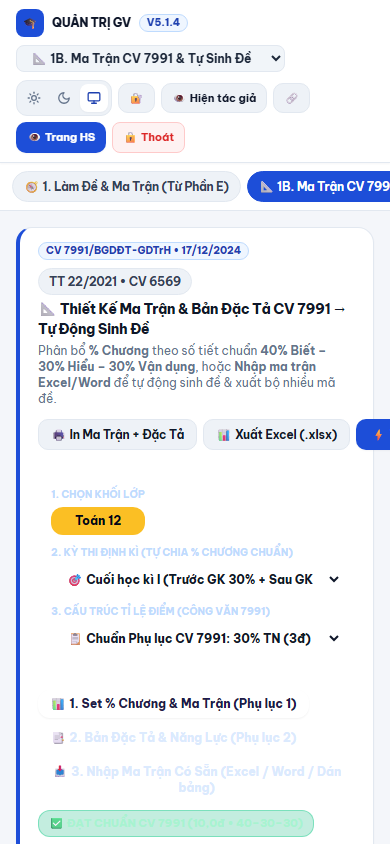 QUẢN TRỊ GV V5.1.4
1B. Ma Trận CV 7991 & Tự Sinh Đề
Hiện tác giả
Trang HS Thoát
1. Làm Đề & Ma Trận (Từ Phần E) 1B. Ma Trận CV 799
CV 7991/BGDĐT-GDTrH • 17/12/2024
TT 22/2021 • CV 6569
Thiết Kế Ma Trận & Bản Đặc Tả CV 7991 →
Tự Động Sinh Đề
Phân bổ % Chương theo số tiết chuẩn 40% Biết –
30% Hiểu – 30% Vận dụng, hoặc Nhập ma trận
Excel/Word để tự động sinh đề & xuất bộ nhiều mã
đề.
In Ma Trận + Đặc Tả Xuất Excel (.xlsx)
1. CHỌN KHỐI LỚP
Toán 12
2. KỲ THI ĐỊNH KÌ (TỰ CHIA % CHƯƠNG CHUẨN)
Cuối học kì I (Trước GK 30% + Sau GK
3. CẤU TRÚC TỈ LỆ ĐIỂM (CÔNG VĂN 7991)
Chuẩn Phụ lục CV 7991: 30% TN (3đ)
1. Set % Chương & Ma Trận (Phụ lục 1)
2. Bản Đặc Tả & Năng Lực (Phụ lục 2)
3. Nhập Ma Trận Có Sẵn (Excel / Word / Dán
bảng)
ĐẠT CHUẨN CV 7991 (10.0đ • 40-30-30)